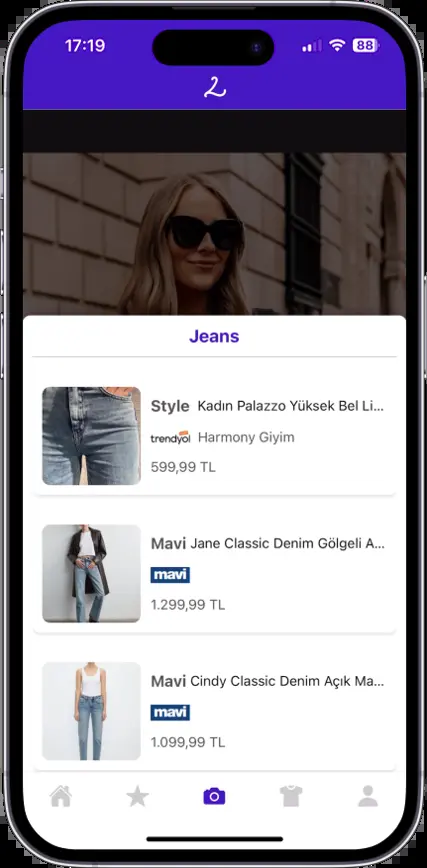 17:19
88
Jeans
Style Kadın Palazzo Yüksek Bel Li...
trendyol Harmony Giyim
599,99 TL
Mavi Jane Classic Denim Gölgeli A...
mavi
1.299,99 TL
Mavi Cindy Classic Denim Açık Ma...
mavi
1.099,99 TL